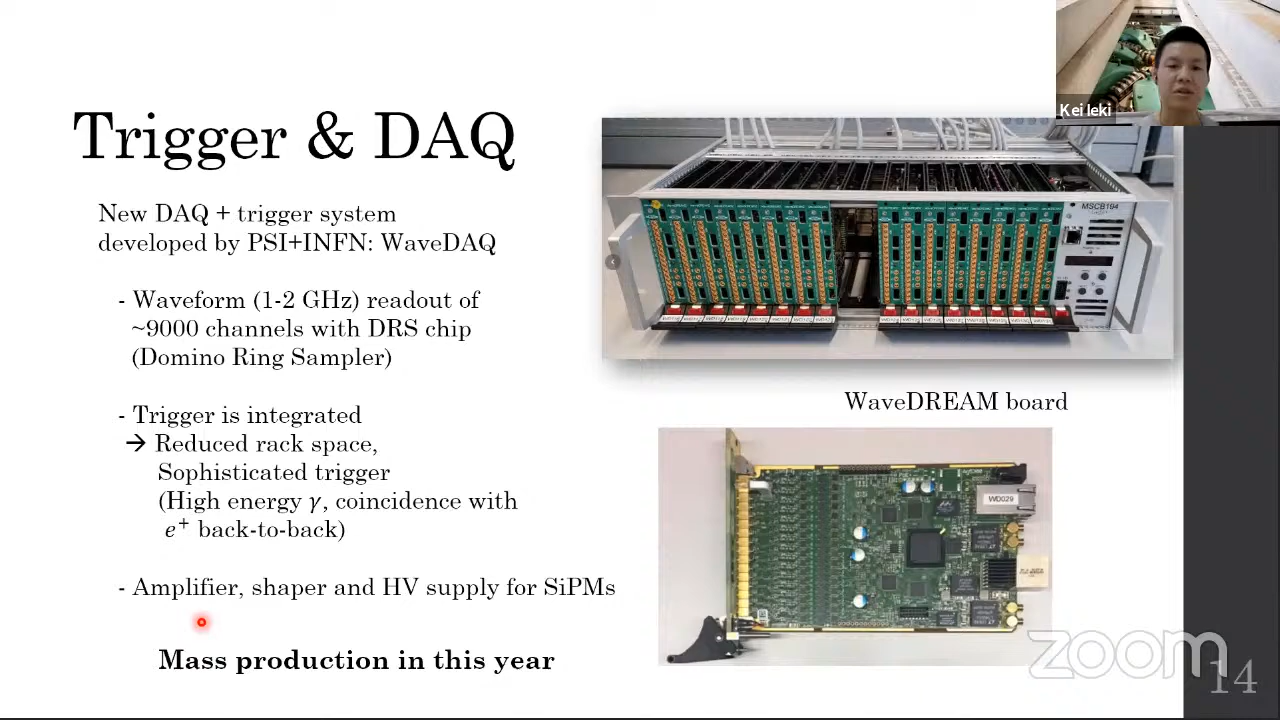 Kei Ieki
Trigger & DAQ
New DAQ + trigger system
developed by PSI+INFN: WaveDAQ
- Waveform (1-2 GHz) readout of
~9000 channels with DRS chip
(Domino Ring Sampler)
- Trigger is integrated
→ Reduced rack space,
Sophisticated trigger
(High energy γ, coincidence with
e⁺ back-to-back)
- Amplifier, shaper and HV supply for SiPMs
Mass production in this year
MSCB194
WaveDREAM board
WD029
zoom
14